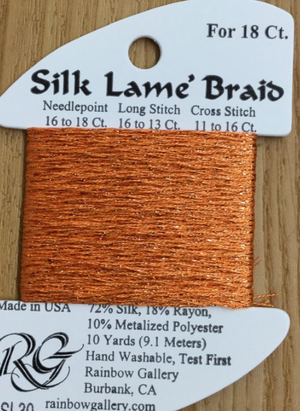 For 18 Ct.
Silk Lame' Braid
Needlepoint Long Stitch Cross Stitch
16 to 18 Ct. 16 to 13 Ct. 11 to 16 Ct.
Made in USA 72% Silk, 18% Rayon,
10% Metalized Polyester
10 Yards (9.1 Meters)
RG
Hand Washable, Test First
Rainbow Gallery
Burbank, CA
rainbowgallery.com